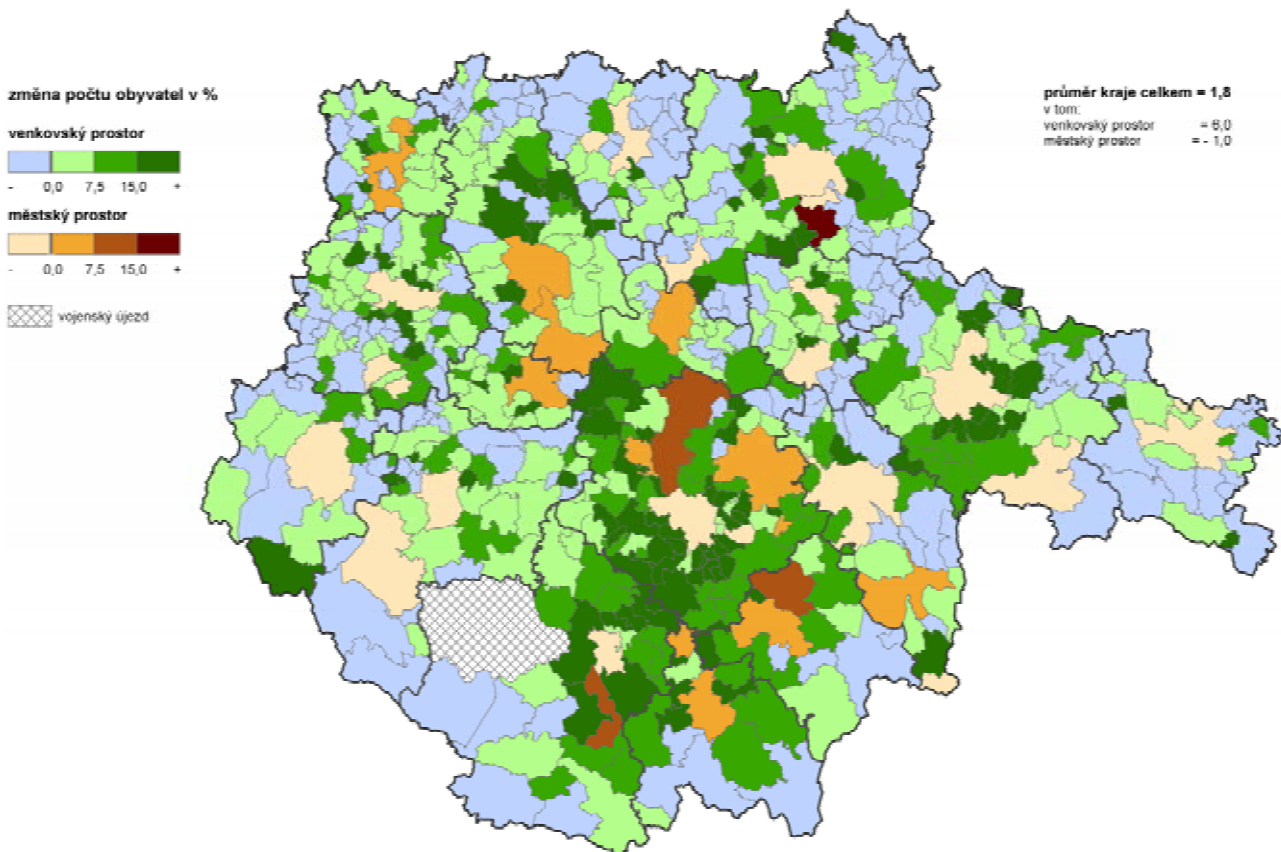 změna počtu obyvatel v %
venkovský prostor
- 0,0 7,5 15,0 +
městský prostor
- 0,0 7,5 15,0 +
vojenský újezd
průměr kraje celkem = 1,8
v tom:
venkovský prostor = 6,0
městský prostor = - 1,0